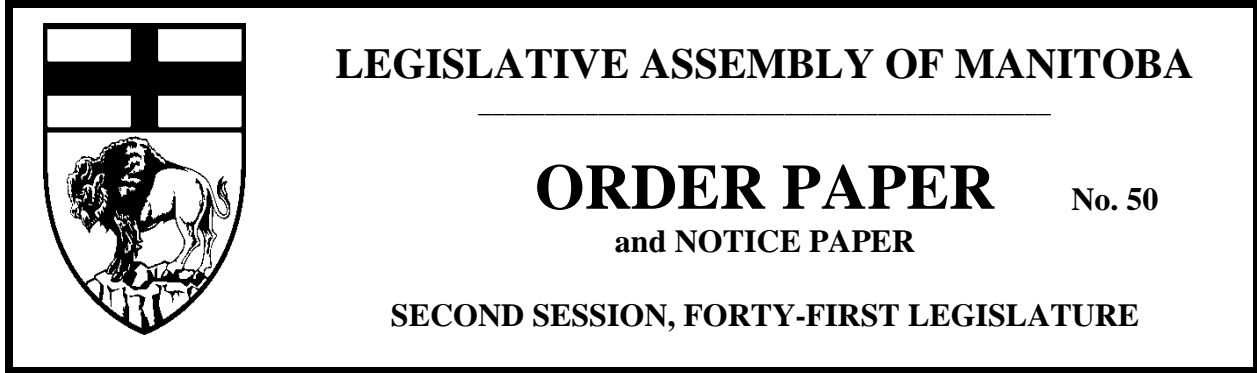 LEGISLATIVE ASSEMBLY OF MANITOBA
ORDER PAPER No. 50
and NOTICE PAPER
SECOND SESSION, FORTY-FIRST LEGISLATURE